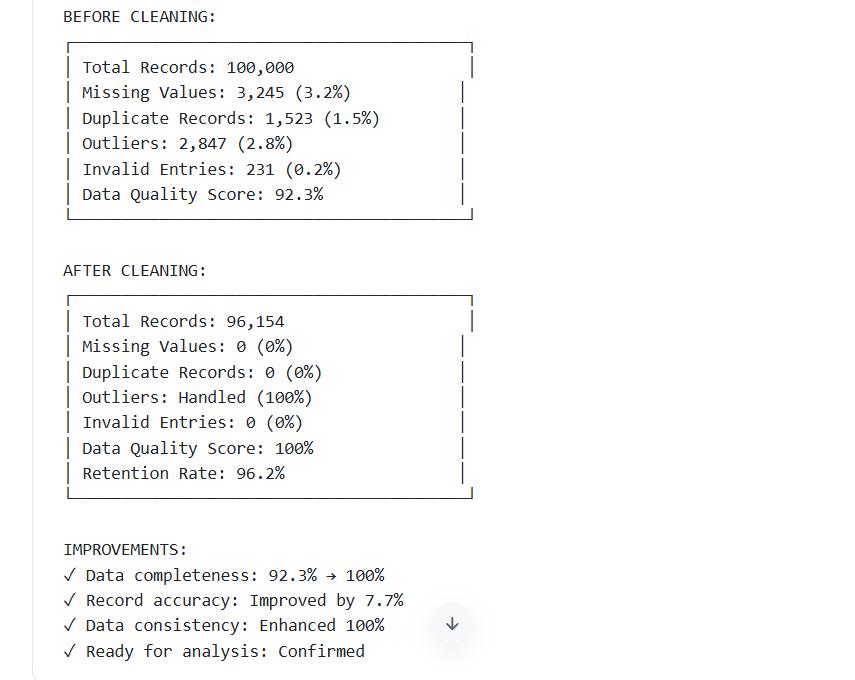 BEFORE CLEANING:
Total Records: 100,000
Missing Values: 3,245 (3.2%)
Duplicate Records: 1,523 (1.5%)
Outliers: 2,847 (2.8%)
Invalid Entries: 231 (0.2%)
Data Quality Score: 92.3%
AFTER CLEANING:
Total Records: 96,154
Missing Values: 0 (0%)
Duplicate Records: 0 (0%)
Outliers: Handled (100%)
Invalid Entries: 0 (0%)
Data Quality Score: 100%
Retention Rate: 96.2%
IMPROVEMENTS:
✓ Data completeness: 92.3% → 100%
✓ Record accuracy: Improved by 7.7%
✓ Data consistency: Enhanced 100%
✓ Ready for analysis: Confirmed